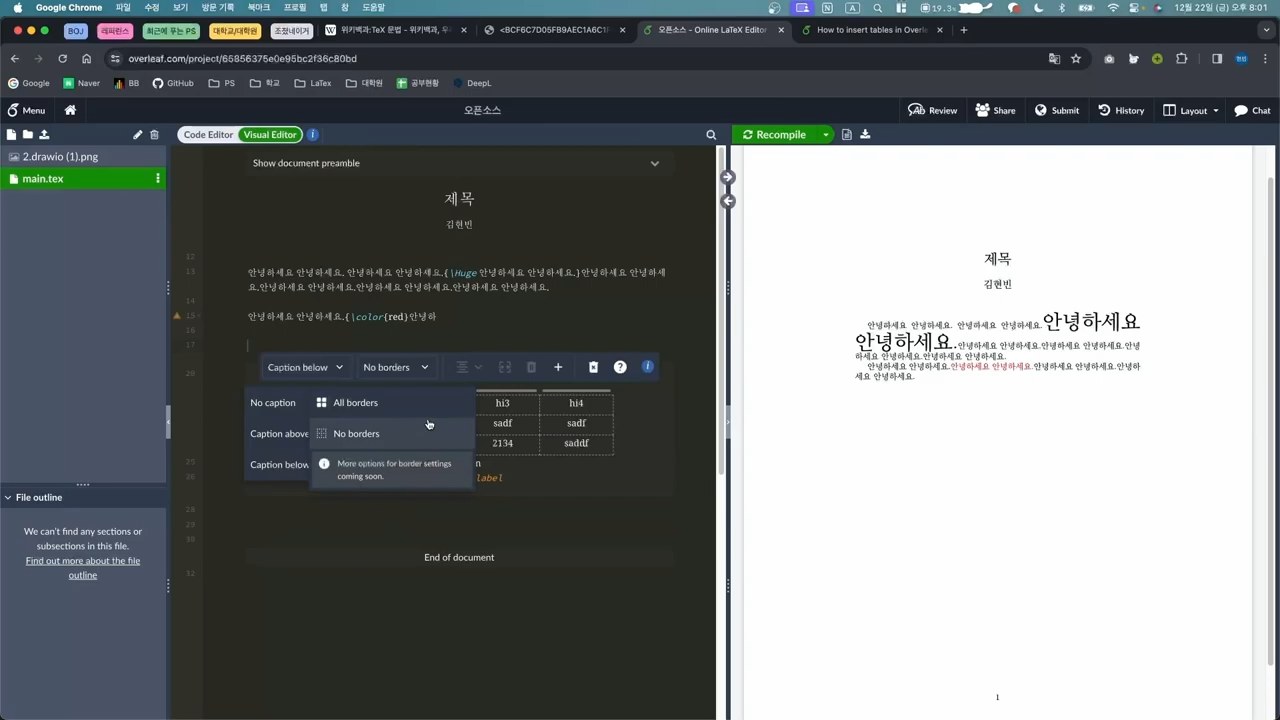 Google Chrome 파일 수정 보기 방문 기록 북마크 프로필 탭 창 도움말 19.3 12월 22일 (금) 8:01
BOJ 레퍼런스 최근에 푸는 PS 대학교/대학원 조졌네이거 위키백과:TeX 문법 - 위키백과, 우 <BCF6C7D05FB9AEC1A6C1F 오픈소스 - Online LaTeX Editor How to insert tables in Overle
overleaf.com/project/65856375e0e95bc2f36c80bd
Google Naver BB GitHub PS 학교 LaTex 대학원 공부현황 DeepL
Menu 오픈소스 Review Share Submit History Layout Chat
Code Editor Visual Editor Recompile
2.drawio (1).png
main.tex
Show document preamble
제목
김현빈
12
13 안녕하세요 안녕하세요. 안녕하세요 안녕하세요.{\Huge 안녕하세요 안녕하세요.}안녕하세요 안녕하세
요.안녕하세요 안녕하세요.안녕하세요 안녕하세요.안녕하세요 안녕하세요.
14
15 안녕하세요 안녕하세요.{\color{red}안녕하
16
17
Caption below No borders
20
No caption All borders hi3 hi4
sadf sadf
Caption above No borders
2134 saddf
Caption below More options for border settings
coming soon.
25 n
26 label
28
29
30
End of document
32
File outline
We can't find any sections or
subsections in this file.
Find out more about the file
outline
제목
김현빈
안녕하세요 안녕하세요. 안녕하세요 안녕하세요.안녕하세요
안녕하세요.안녕하세요 안녕하세요.안녕하세요 안녕하세요.안녕
하세요 안녕하세요.안녕하세요 안녕하세요.
안녕하세요 안녕하세요.안녕하세요 안녕하세요.안녕하세요 안녕하세요.안녕하
세요 안녕하세요.
1